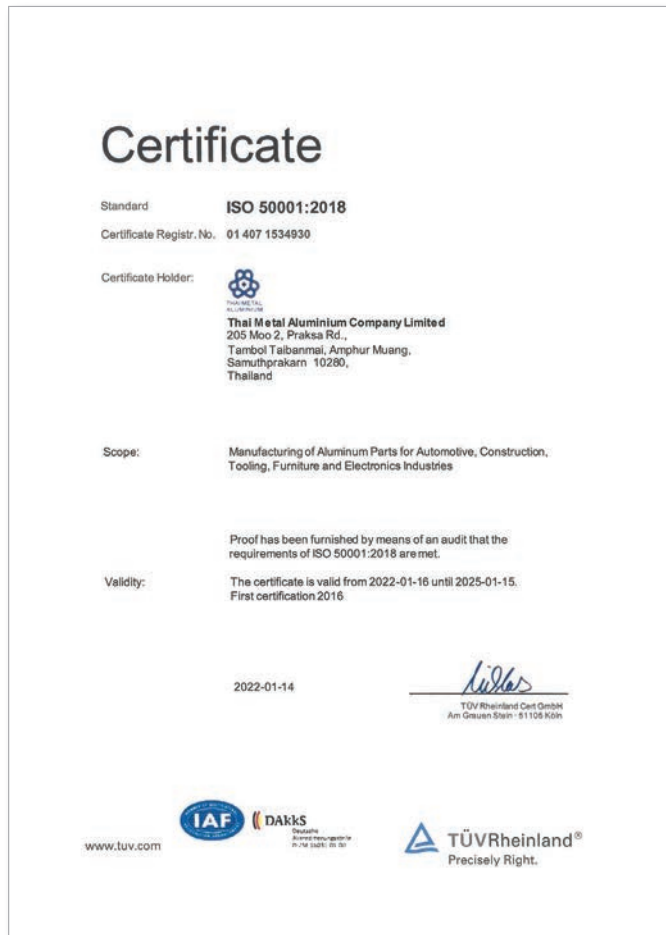 Certificate
Standard ISO 50001:2018
Certificate Registr. No. 01 407 1534930
Certificate Holder:
THAI METAL
ALUMINIUM
Thai Metal Aluminium Company Limited
205 Moo 2, Praksa Rd.,
Tambol Taibanmai, Amphur Muang,
Samuthprakarn 10280,
Thailand
Scope: Manufacturing of Aluminum Parts for Automotive, Construction,
Tooling, Furniture and Electronics Industries
Proof has been furnished by means of an audit that the
requirements of ISO 50001:2018 are met.
Validity: The certificate is valid from 2022-01-16 until 2025-01-15.
First certification 2016
2022-01-14
TÜV Rheinland Cert GmbH
Am Grauen Stein · 51105 Köln
www.tuv.com
IAF
DAkkS
Deutsche
Akkreditierungsstelle
TÜVRheinland®
Precisely Right.